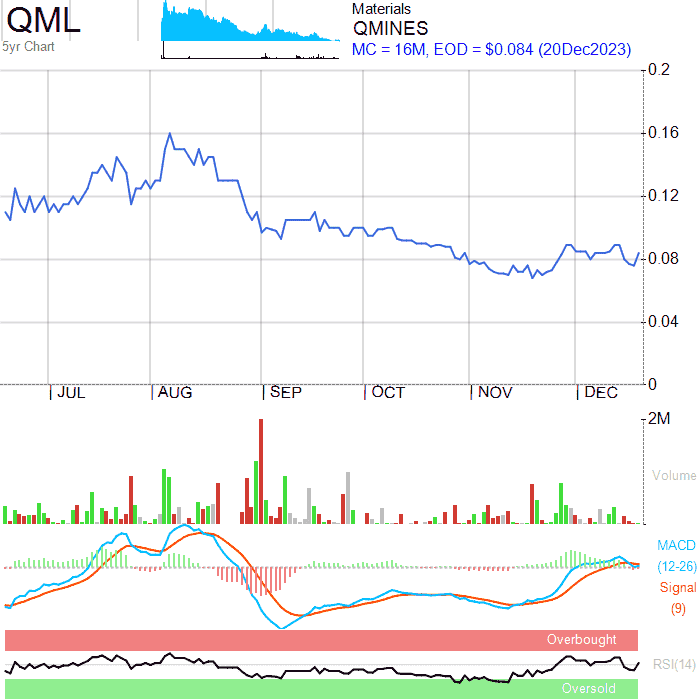 QML
5yr Chart
Materials
QMINES
MC = 16M, EOD = $0.084 (20Dec2023)
0.2
0.16
0.12
0.08
0.04
0
JUL AUG SEP OCT NOV DEC
2M
Volume
MACD
(12-26)
Signal
(9)
Overbought
RSI(14)
Oversold